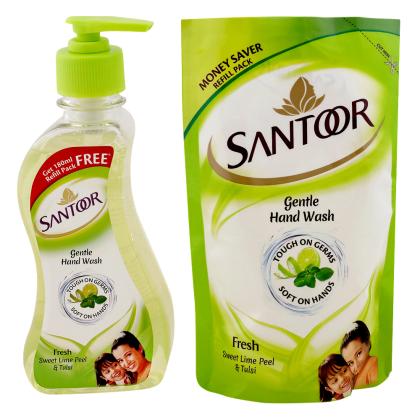 Get 180ml
Refill Pack FREE*
SANTOOR
Gentle
Hand Wash
TOUGH ON GERMS
SOFT ON HANDS
Fresh
Sweet Lime Peel
& Tulsi
MONEY SAVER
REFILL PACK
SANTOOR
Gentle
Hand Wash
TOUGH ON GERMS
SOFT ON HANDS
Fresh
Sweet Lime Peel
& Tulsi